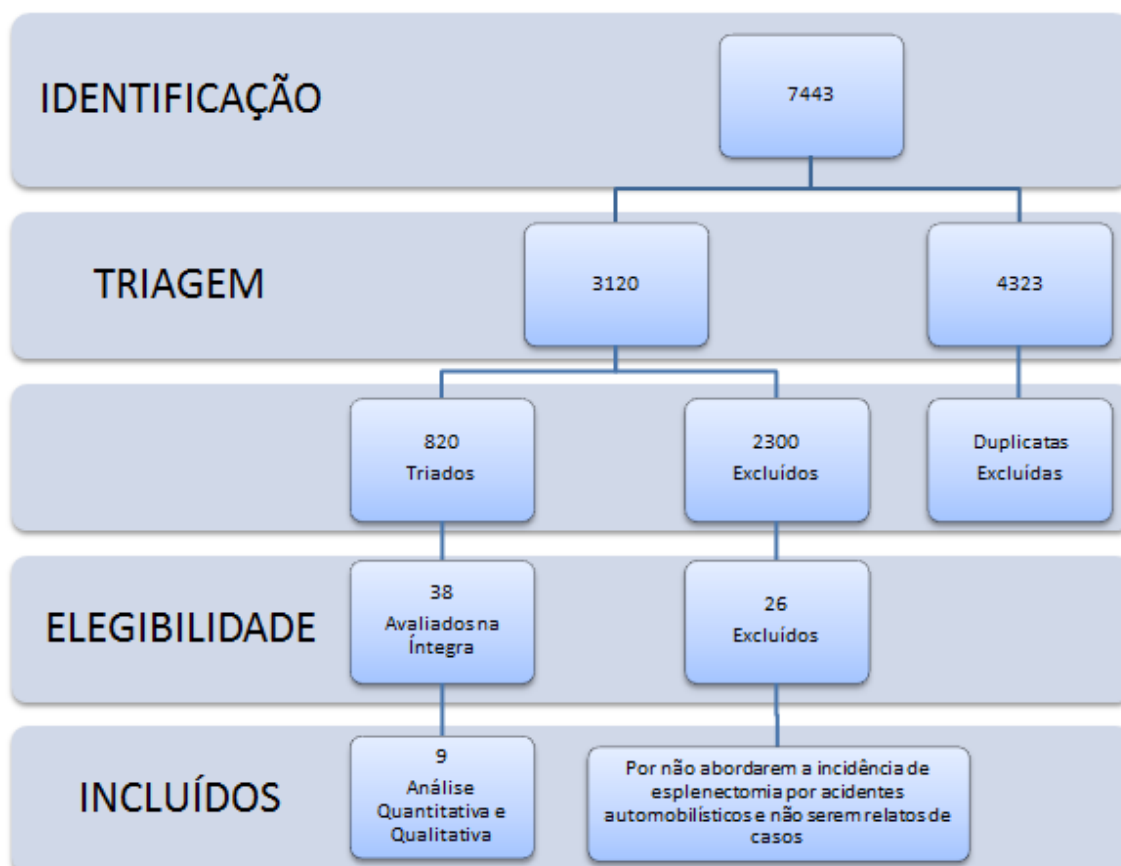 IDENTIFICAÇÃO
7443
TRIAGEM
3120
4323
820
Triados
2300
Excluídos
Duplicatas
Excluídas
ELEGIBILIDADE
38
Avaliados na
Íntegra
26
Excluídos
INCLUÍDOS
9
Análise
Quantitativa e
Qualitativa
Por não abordarem a incidência de
esplenectomia por acidentes
automobilísticos e não serem relatos de
casos